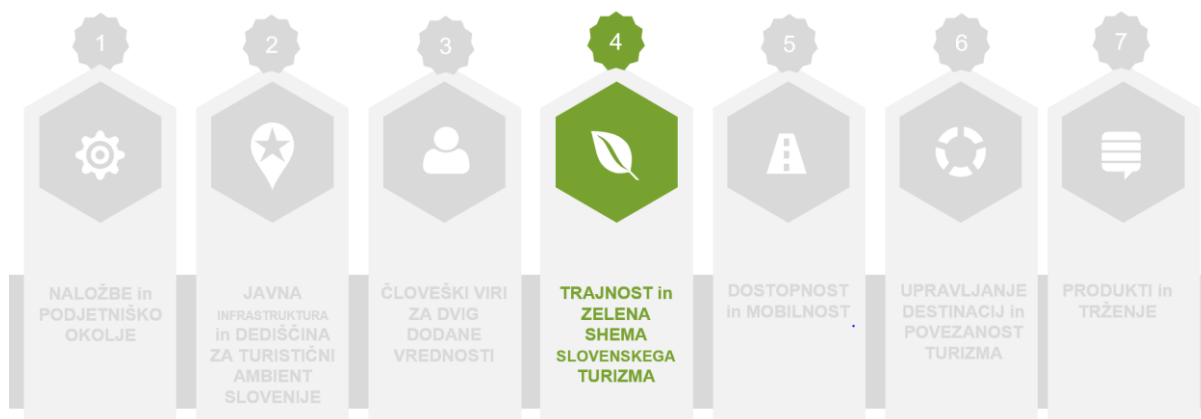 1
NALOŽBE in
PODJETNIŠKO
OKOLJE
2
JAVNA
INFRASTRUKTURA
in DEDIŠČINA
ZA TURISTIČNI
AMBIENT
SLOVENIJE
3
ČLOVEŠKI VIRI
ZA DVIG
DODANE
VREDNOSTI
4
TRAJNOST in
ZELENA
SHEMA
SLOVENSKEGA
TURIZMA
5
DOSTOPNOST
in MOBILNOST
6
UPRAVLJANJE
DESTINACIJ in
POVEZANOST
TURIZMA
7
PRODUKTI in
TRŽENJE